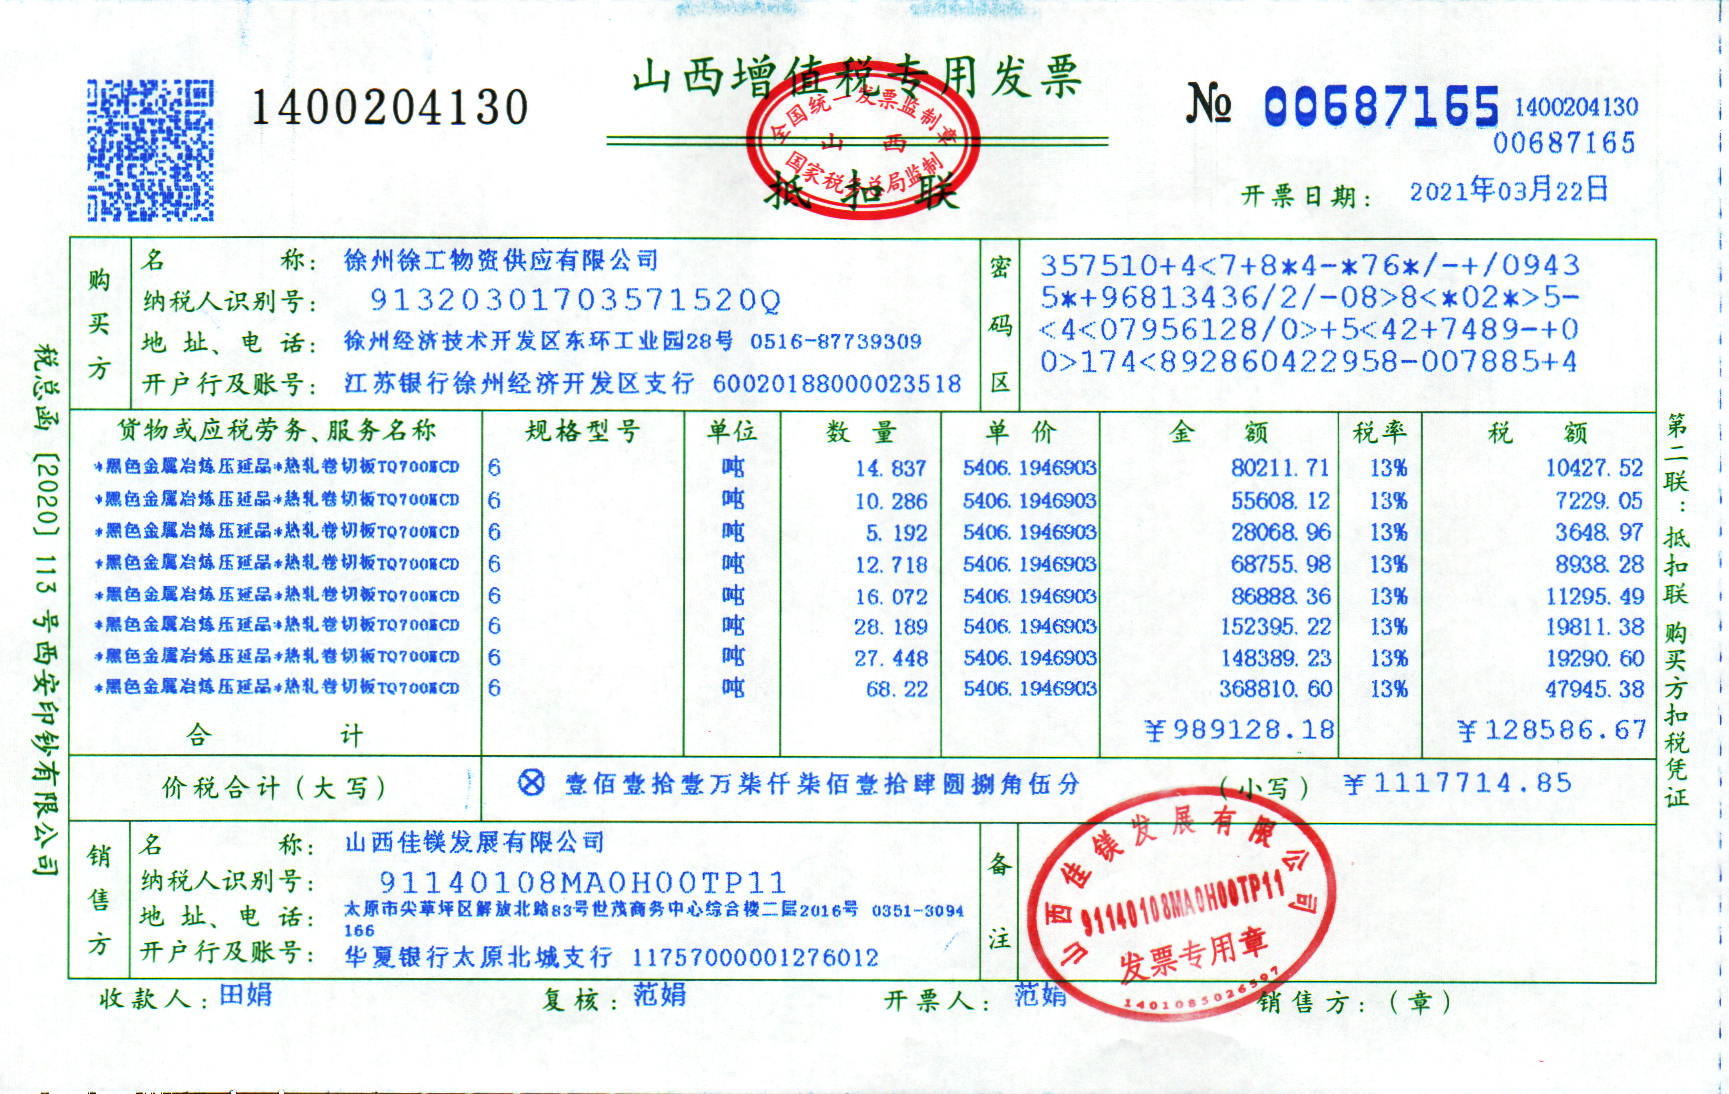 山西增值税专用发票
1400204130
№ 00687165 1400204130
00687165
全国统一发票监制章
山西
国家税务总局监制
抵扣联
开票日期： 2021年03月22日
税总函〔2020〕113号西安印钞有限公司
第二联：抵扣联 购买方扣税凭证
购买方
名称： 徐州徐工物资供应有限公司
纳税人识别号： 91320301703571520Q
地址、电话： 徐州经济技术开发区东环工业园28号 0516-87739309
开户行及账号： 江苏银行徐州经济开发区支行 60020188000023518
密码区
357510+4<7+8*4-*76*/-+/0943
5*+96813436/2/-08>8<*02*>5-
<4<07956128/0>+5<42+7489-+0
0>174<892860422958-007885+4
货物或应税劳务、服务名称 规格型号 单位 数量 单价 金额 税率 税额
*黑色金属冶炼压延品*热轧卷切板TQ700MCD 6 吨 14.837 5406.1946903 80211.71 13% 10427.52
*黑色金属冶炼压延品*热轧卷切板TQ700MCD 6 吨 10.286 5406.1946903 55608.12 13% 7229.05
*黑色金属冶炼压延品*热轧卷切板TQ700MCD 6 吨 5.192 5406.1946903 28068.96 13% 3648.97
*黑色金属冶炼压延品*热轧卷切板TQ700MCD 6 吨 12.718 5406.1946903 68755.98 13% 8938.28
*黑色金属冶炼压延品*热轧卷切板TQ700MCD 6 吨 16.072 5406.1946903 86888.36 13% 11295.49
*黑色金属冶炼压延品*热轧卷切板TQ700MCD 6 吨 28.189 5406.1946903 152395.22 13% 19811.38
*黑色金属冶炼压延品*热轧卷切板TQ700MCD 6 吨 27.448 5406.1946903 148389.23 13% 19290.60
*黑色金属冶炼压延品*热轧卷切板TQ700MCD 6 吨 68.22 5406.1946903 368810.60 13% 47945.38
合计 ￥989128.18 ￥128586.67
价税合计（大写） ⊗ 壹佰壹拾壹万柒仟柒佰壹拾肆圆捌角伍分 （小写） ￥1117714.85
销售方
名称： 山西佳镁发展有限公司
纳税人识别号： 91140108MA0H00TP11
地址、电话： 太原市尖草坪区解放北路83号世茂商务中心综合楼二层2016号 0351-3094
166
开户行及账号： 华夏银行太原北城支行 11757000001276012
备注
山西佳镁发展有限公司
91140108MA0H00TP11
发票专用章
1401085026597
收款人： 田娟 复核： 范娟 开票人： 范娟 销售方：（章）